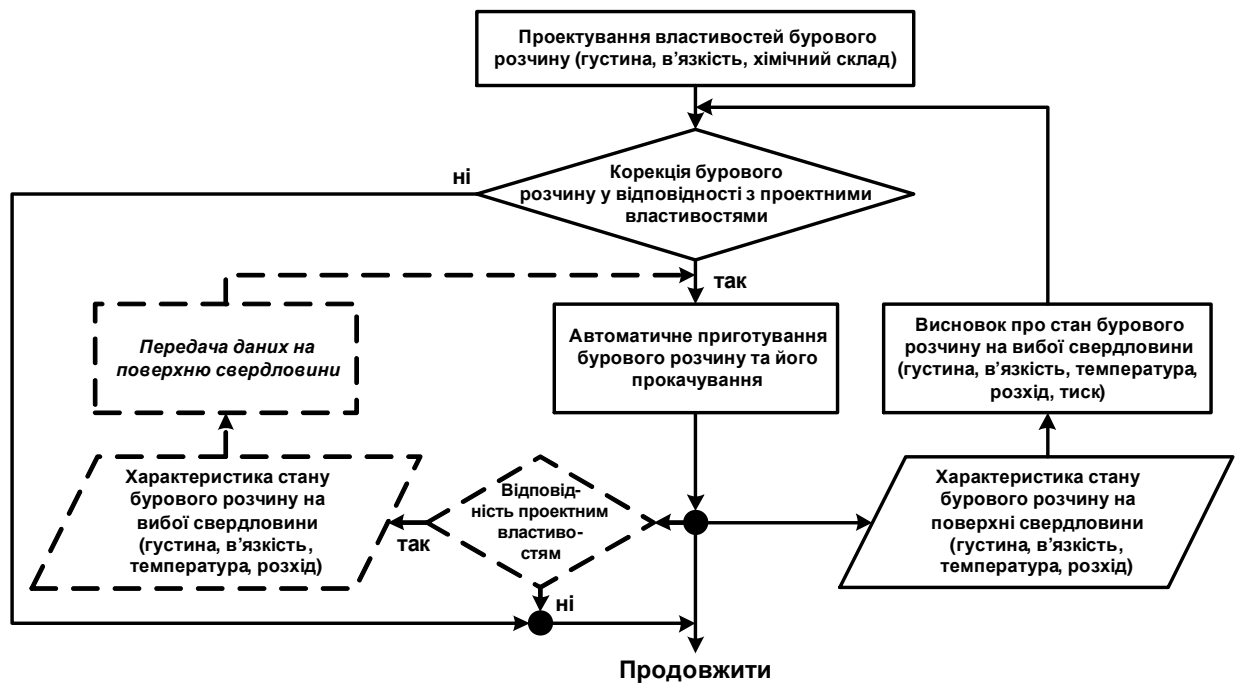 Проектування властивостей бурового
розчину (густина, в’язкість, хімічний склад)
ні
Корекція бурового
розчину у відповідності з проектними
властивостями
так
Передача даних на
поверхню свердловини
Автоматичне приготування
бурового розчину та його
прокачування
Висновок про стан бурового
розчину на вибої свердловини
(густина, в’язкість, температура,
розхід, тиск)
Характеристика стану
бурового розчину на
вибої свердловини
(густина, в’язкість,
температура, розхід)
так
Відповід-
ність проектним
властиво-
стям
ні
Характеристика стану
бурового розчину на
поверхні свердловини
(густина, в’язкість,
температура, розхід)
Продовжити